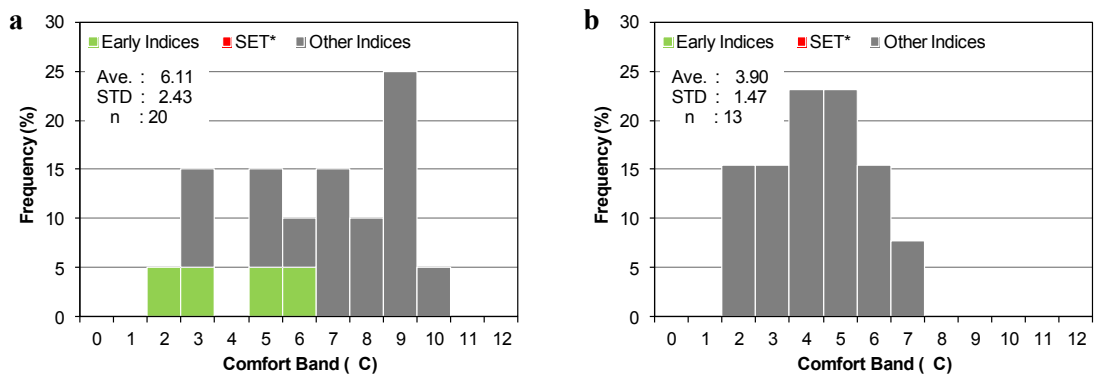 a
30
25
20
15
10
5
0
Frequency (%)
Early Indices SET* Other Indices
Ave. : 6.11
STD : 2.43
n : 20
0 1 2 3 4 5 6 7 8 9 10 11 12
Comfort Band ( C)
b
30
25
20
15
10
5
0
Frequency (%)
Early Indices SET* Other Indices
Ave. : 3.90
STD : 1.47
n : 13
0 1 2 3 4 5 6 7 8 9 10 11 12
Comfort Band ( C)